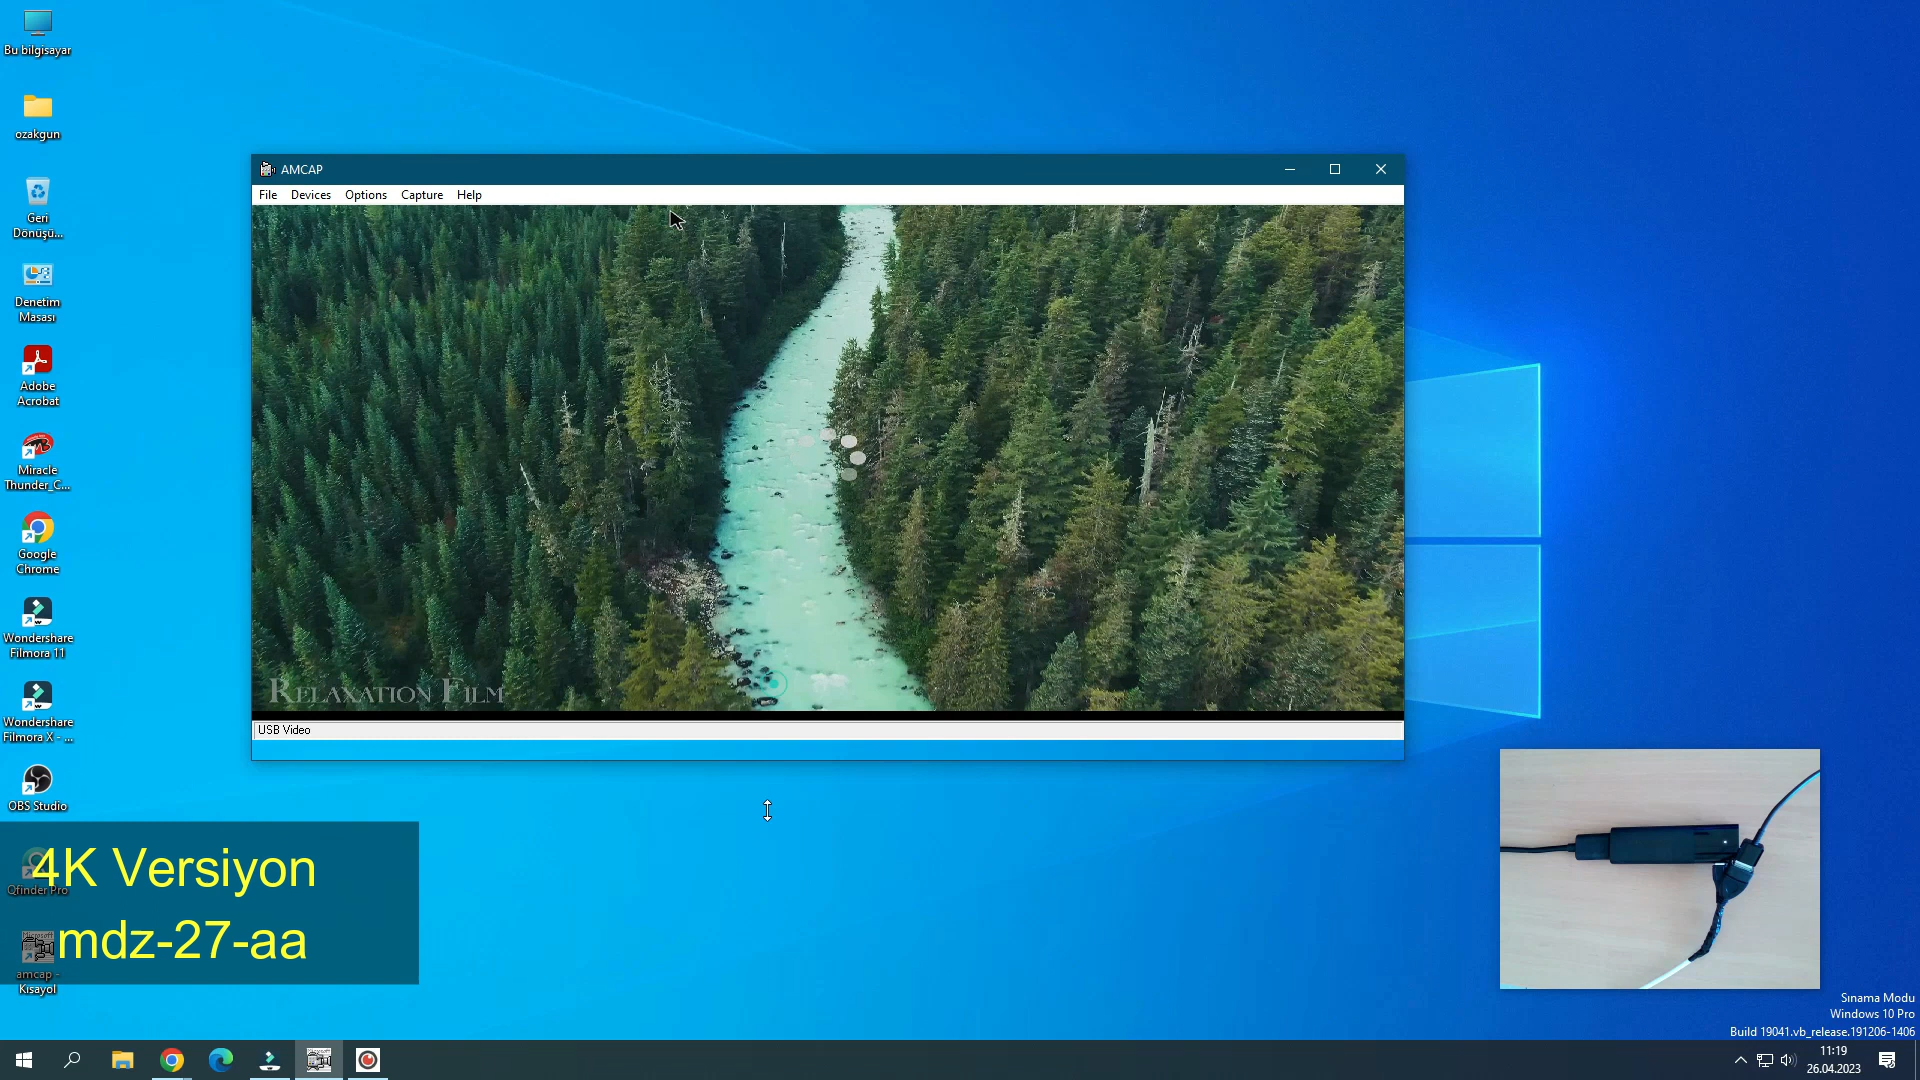 Bu bilgisayar
ozakgun
Geri
Dönüşü...
Denetim
Masası
Adobe
Acrobat
Miracle
Thunder_C...
Google
Chrome
Wondershare
Filmora 11
Wondershare
Filmora X - ...
OBS Studio
Qfinder Pro
Microsoft
amcap -
Kısayol
AMCAP
File Devices Options Capture Help
RELAXATION FILM
USB Video
4K Versiyon
mdz-27-aa
Sınama Modu
Windows 10 Pro
Build 19041.vb_release.191206-1406
11:19
26.04.2023